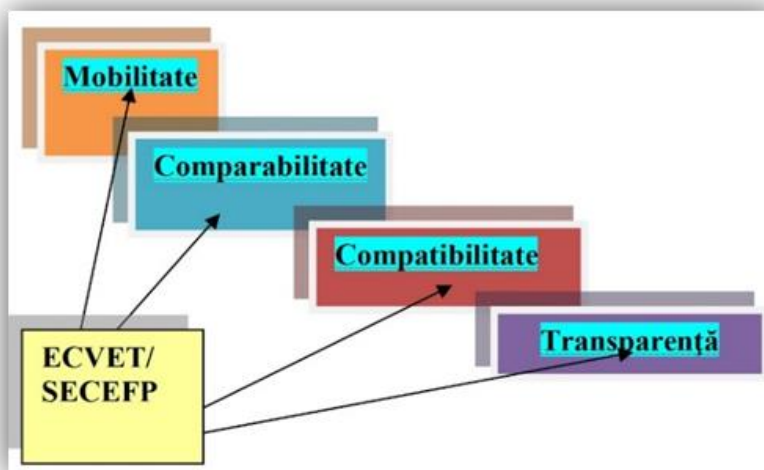 Mobilitate
Comparabilitate
Compatibilitate
Transparenţă
ECVET/
SECEFP